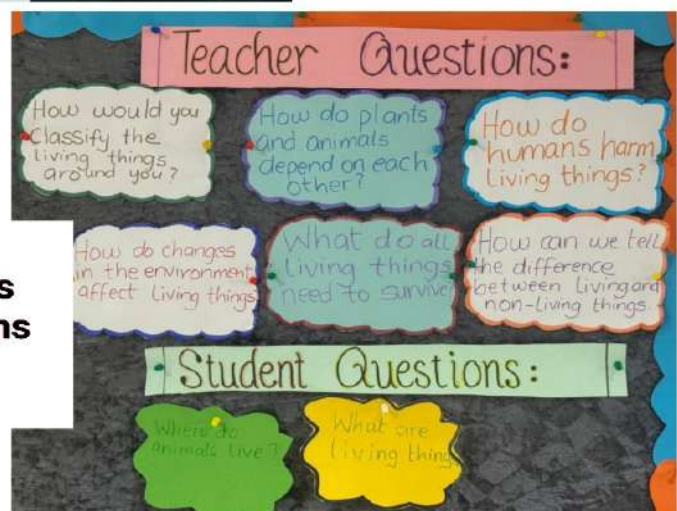 Teacher Questions:
How would you
Classify the
living things
around you?
How do plants
and animals
depend on each
other?
How do
humans harm
living things?
How do changes
in the environment
affect living things
What do all
living things
need to survive
How can we tell
the difference
between living and
non-living things.
Student Questions:
Where do
animals live?
What are
living thing